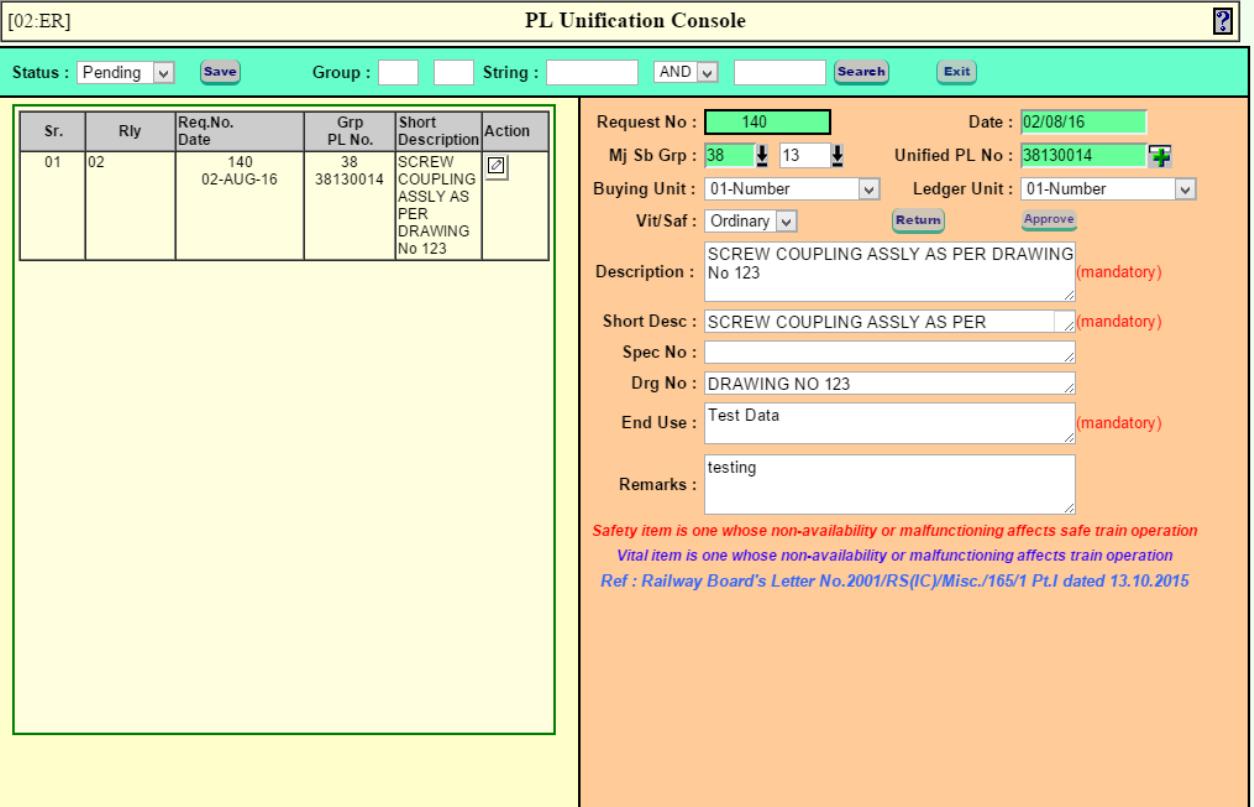 [02:ER] PL Unification Console ?
Status : Pending Save Group : String : AND Search Exit
Sr. Rly Req.No. Date Grp PL No. Short Description Action
01 02 140 38 SCREW
02-AUG-16 38130014 COUPLING
ASSLY AS
PER
DRAWING
No 123
Request No : 140 Date : 02/08/16
Mj Sb Grp : 38 13 Unified PL No : 38130014
Buying Unit : 01-Number Ledger Unit : 01-Number
Vit/Saf : Ordinary Return Approve
Description : SCREW COUPLING ASSLY AS PER DRAWING
No 123 (mandatory)
Short Desc : SCREW COUPLING ASSLY AS PER (mandatory)
Spec No :
Drg No : DRAWING NO 123
End Use : Test Data (mandatory)
Remarks : testing
Safety item is one whose non-availability or malfunctioning affects safe train operation
Vital item is one whose non-availability or malfunctioning affects train operation
Ref : Railway Board's Letter No.2001/RS(IC)/Misc./165/1 Pt.I dated 13.10.2015